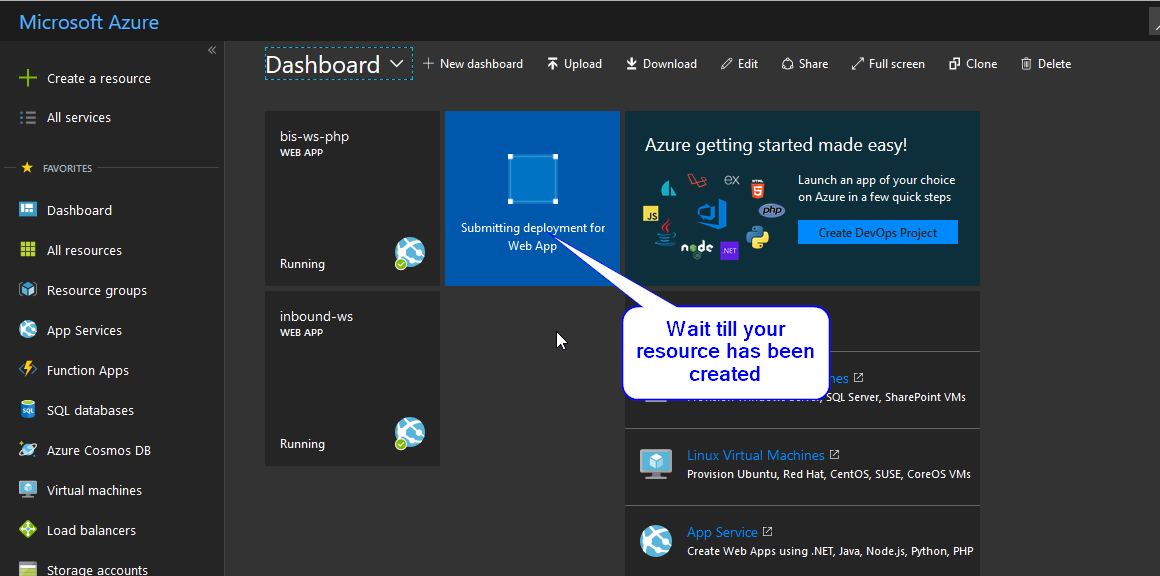 Microsoft Azure
Create a resource
All services
FAVORITES
Dashboard
All resources
Resource groups
App Services
Function Apps
SQL databases
Azure Cosmos DB
Virtual machines
Load balancers
Storage accounts
Dashboard
New dashboard
Upload
Download
Edit
Share
Full screen
Clone
Delete
bis-ws-php
WEB APP
Running
Submitting deployment for
Web App
Azure getting started made easy!
Launch an app of your choice
on Azure in a few quick steps
Create DevOps Project
JS
EX
HTML
5
php
node
.NET
SQL
inbound-ws
WEB APP
Running
Wait till your
resource has been
created
SQL Server, SharePoint VMs
Linux Virtual Machines
Provision Ubuntu, Red Hat, CentOS, SUSE, CoreOS VMs
App Service
Create Web Apps using .NET, Java, Node.js, Python, PHP